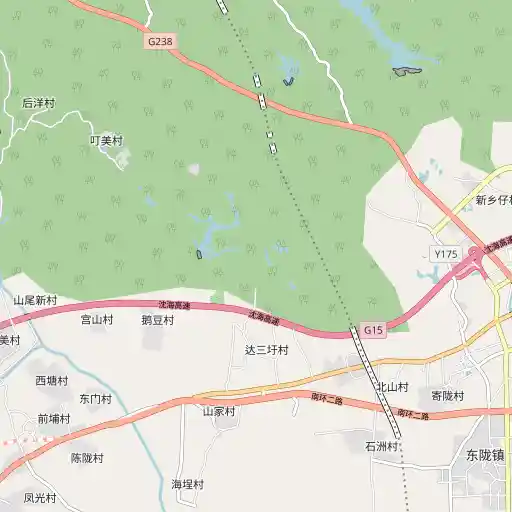 G238
后洋村
叮美村
新乡仔村
沈海高速
Y175
山尾新村
沈海高速
宫山村
鹅豆村
沈海高速
G15
美村
达三圩村
西塘村
北山村
东门村
南环二路
寄陇村
前埔村
山家村
南环二路
石洲村
陈陇村
东陇镇
海埕村
凤光村